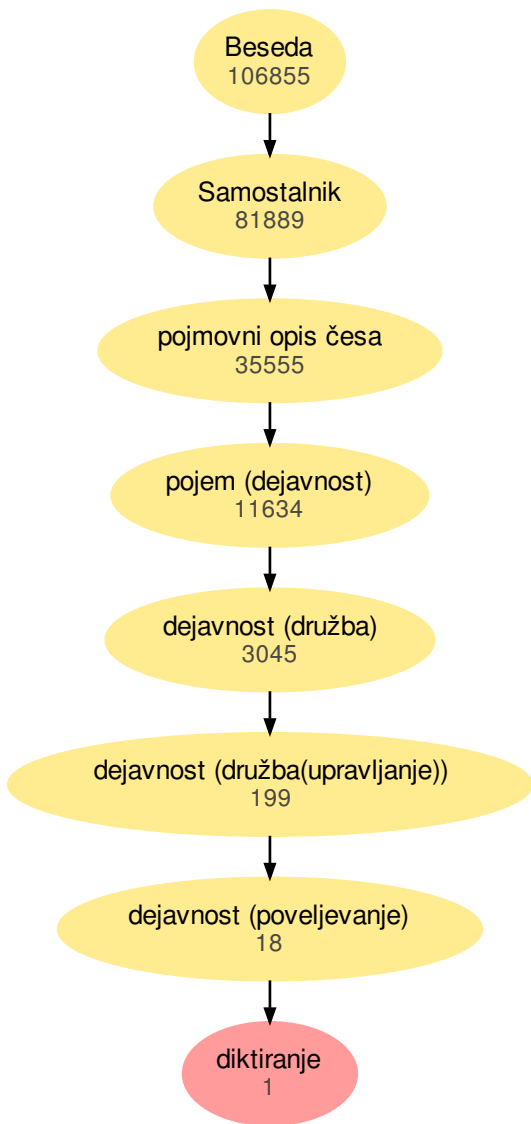 Beseda
106855
Samostalnik
81889
pojmovni opis česa
35555
pojem (dejavnost)
11634
dejavnost (družba)
3045
dejavnost (družba(upravljanje))
199
dejavnost (poveljevanje)
18
diktiranje
1